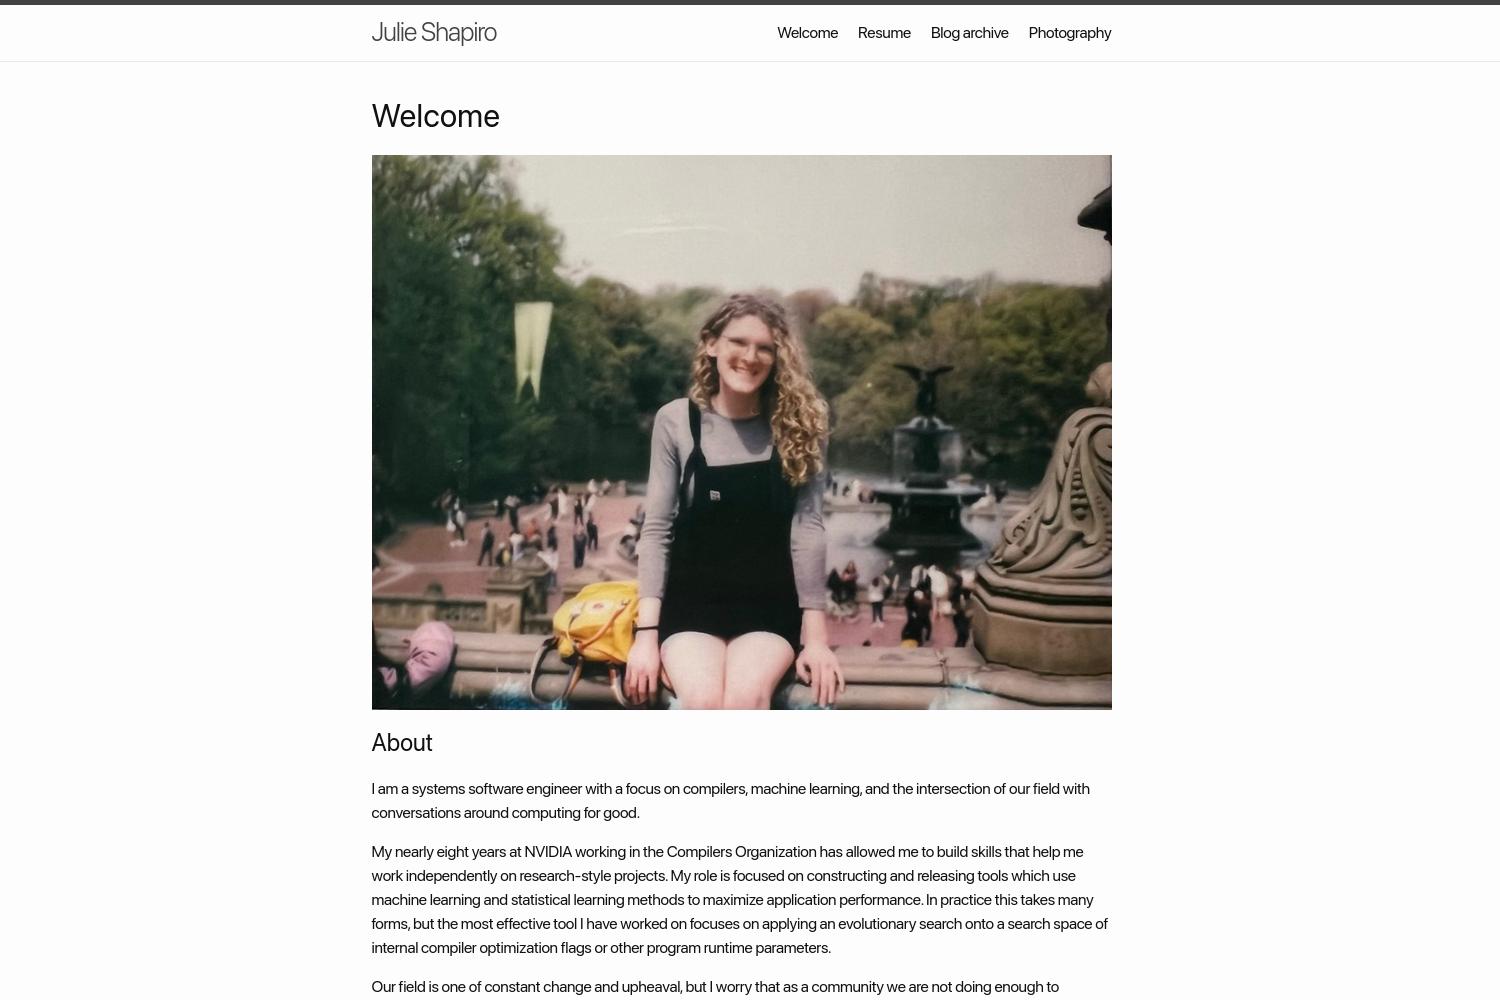 Julie Shapiro
Welcome Resume Blog archive Photography
Welcome
About
I am a systems software engineer with a focus on compilers, machine learning, and the intersection of our field with
conversations around computing for good.
My nearly eight years at NVIDIA working in the Compilers Organization has allowed me to build skills that help me
work independently on research-style projects. My role is focused on constructing and releasing tools which use
machine learning and statistical learning methods to maximize application performance. In practice this takes many
forms, but the most effective tool I have worked on focuses on applying an evolutionary search onto a search space of
internal compiler optimization flags or other program runtime parameters.
Our field is one of constant change and upheaval, but I worry that as a community we are not doing enough to